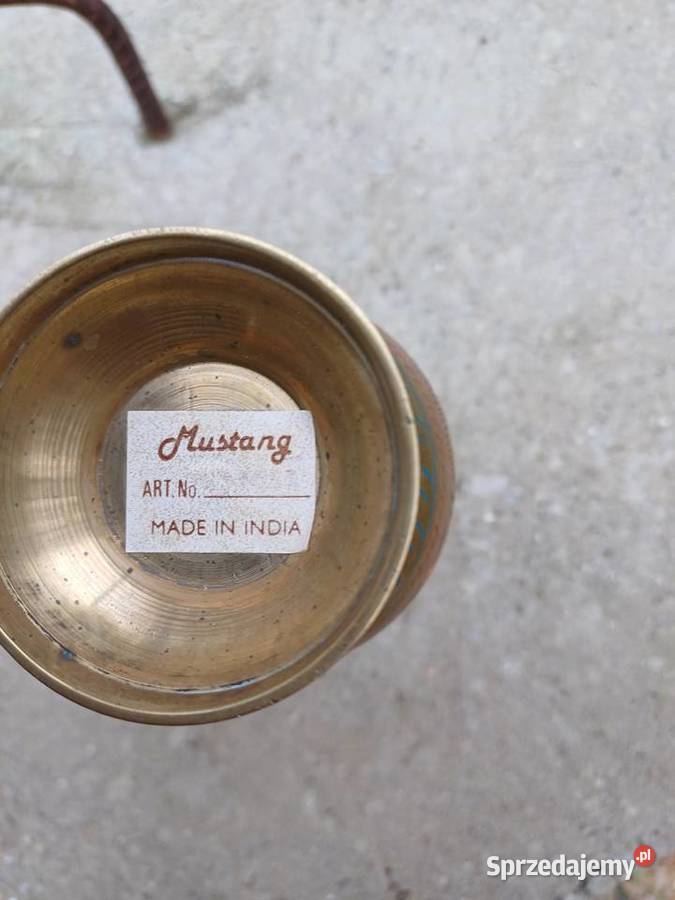 Mustang
ART.No.
MADE IN INDIA
Sprzedajemy.pl